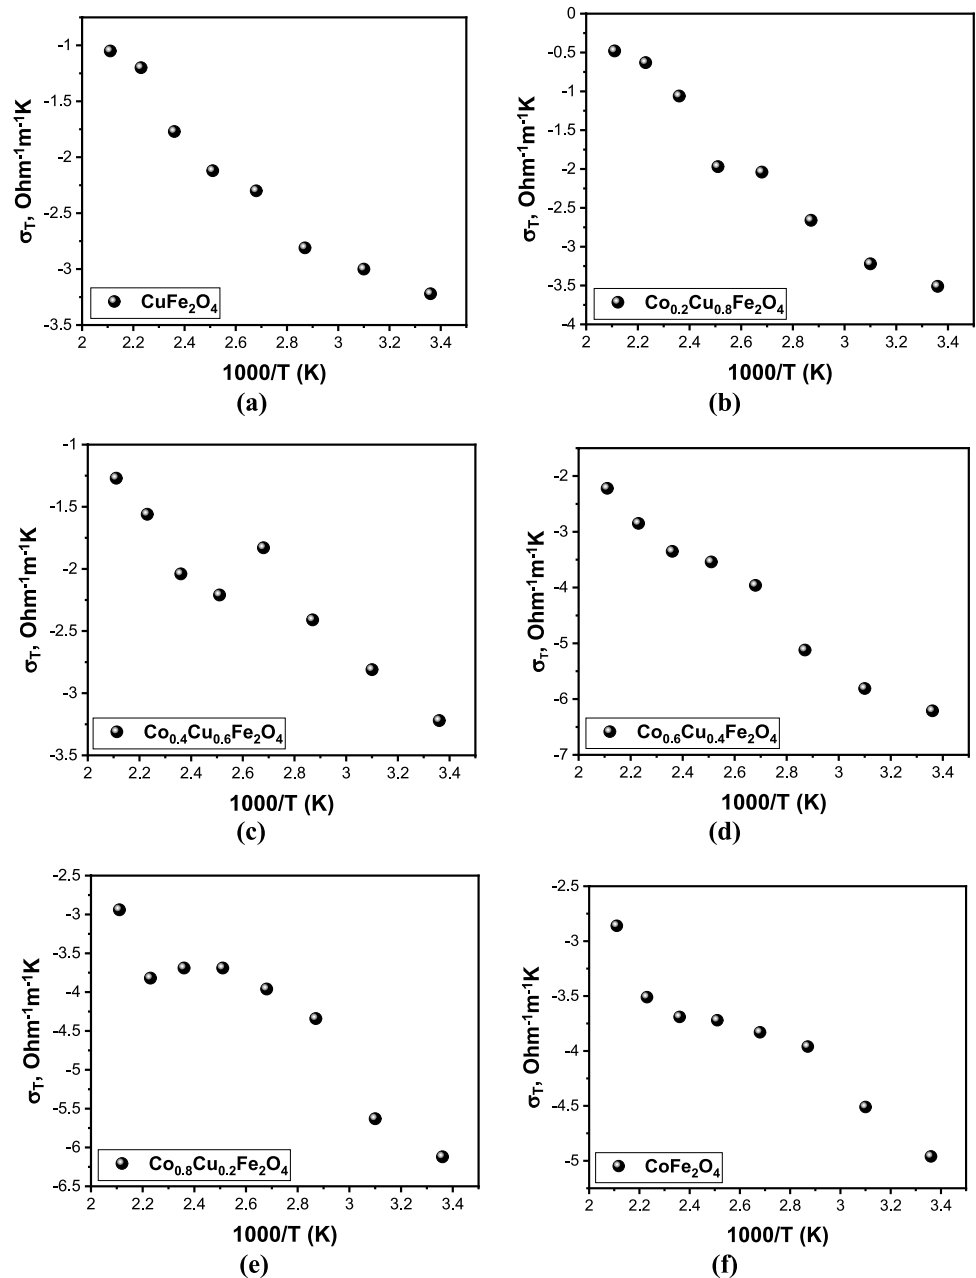 -1
-1.5
-2
-2.5
-3
-3.5
σT, Ohm-1m-1K
CuFe2O4
2 2.2 2.4 2.6 2.8 3 3.2 3.4
1000/T (K)
(a)
0
-0.5
-1
-1.5
-2
-2.5
-3
-3.5
-4
σT, Ohm-1m-1K
Co0.2Cu0.8Fe2O4
2 2.2 2.4 2.6 2.8 3 3.2 3.4
1000/T (K)
(b)
-1
-1.5
-2
-2.5
-3
-3.5
σT, Ohm-1m-1K
Co0.4Cu0.6Fe2O4
2 2.2 2.4 2.6 2.8 3 3.2 3.4
1000/T (K)
(c)
-2
-3
-4
-5
-6
-7
σT, Ohm-1m-1K
Co0.6Cu0.4Fe2O4
2 2.2 2.4 2.6 2.8 3 3.2 3.4
1000/T (K)
(d)
-2.5
-3
-3.5
-4
-4.5
-5
-5.5
-6
-6.5
σT, Ohm-1m-1K
Co0.8Cu0.2Fe2O4
2 2.2 2.4 2.6 2.8 3 3.2 3.4
1000/T (K)
(e)
-2.5
-3
-3.5
-4
-4.5
-5
σT, Ohm-1m-1K
CoFe2O4
2 2.2 2.4 2.6 2.8 3 3.2 3.4
1000/T (K)
(f)